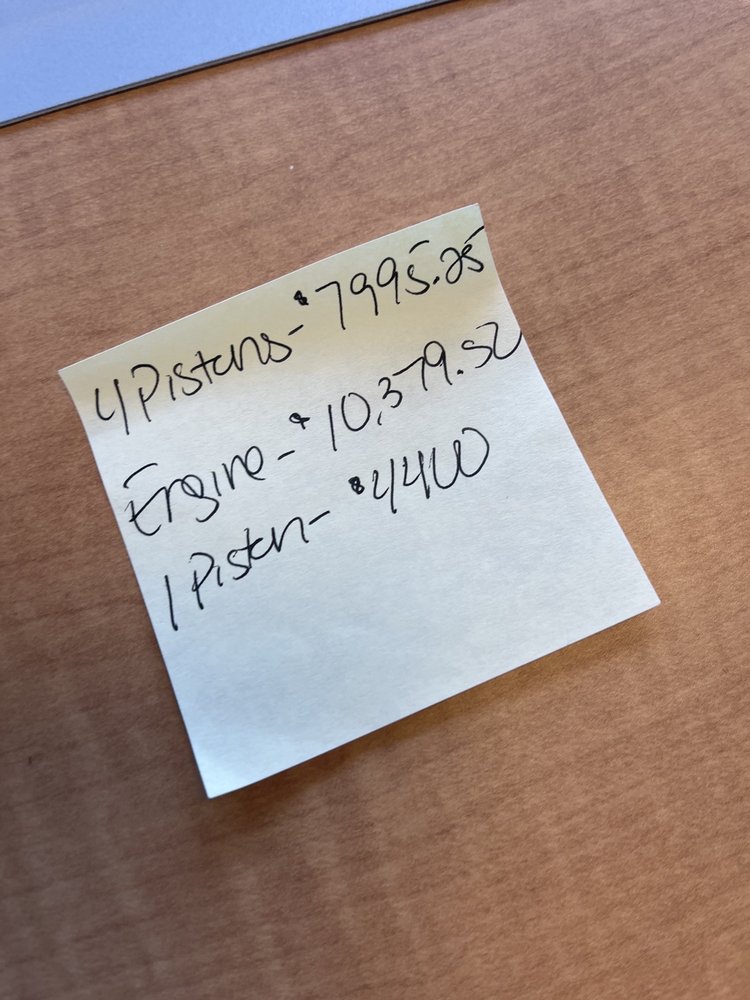 4 Pistons - $7995.25
Engine - $10,379.52
1 Piston - $4400